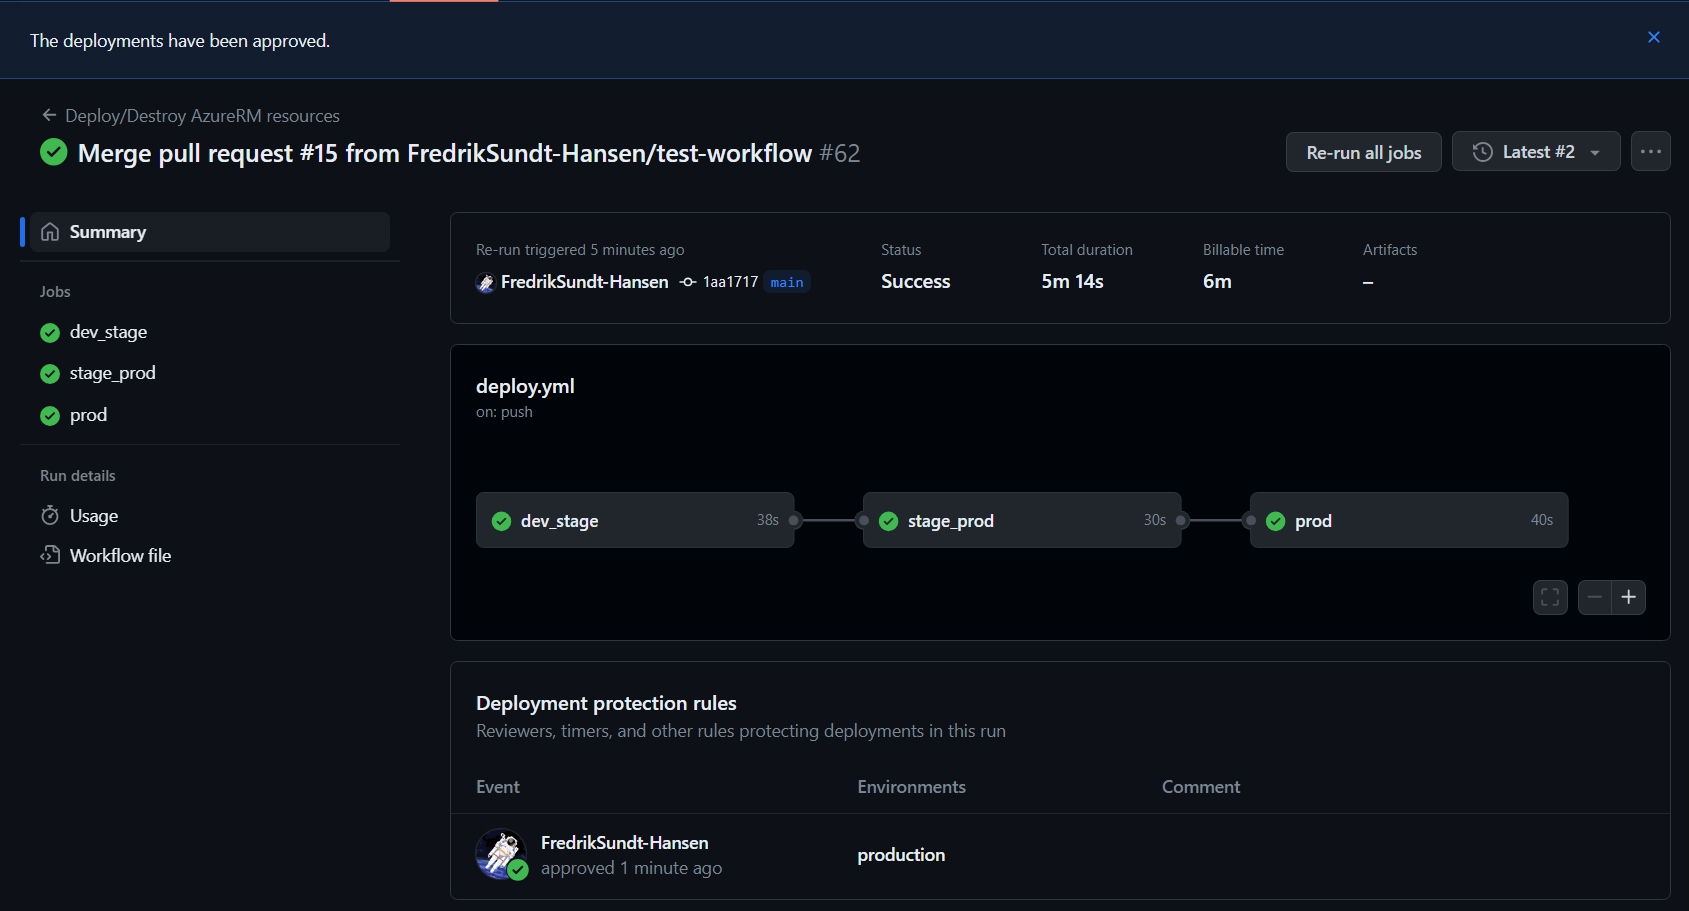 The deployments have been approved.
Deploy/Destroy AzureRM resources
Merge pull request #15 from FredrikSundt-Hansen/test-workflow #62
Re-run all jobs
Latest #2
Summary
Jobs
dev_stage
stage_prod
prod
Run details
Usage
Workflow file
Re-run triggered 5 minutes ago
FredrikSundt-Hansen 1aa1717 main
Status
Success
Total duration
5m 14s
Billable time
6m
Artifacts
–
deploy.yml
on: push
dev_stage 38s
stage_prod 30s
prod 40s
Deployment protection rules
Reviewers, timers, and other rules protecting deployments in this run
Event Environments Comment
FredrikSundt-Hansen
approved 1 minute ago
production